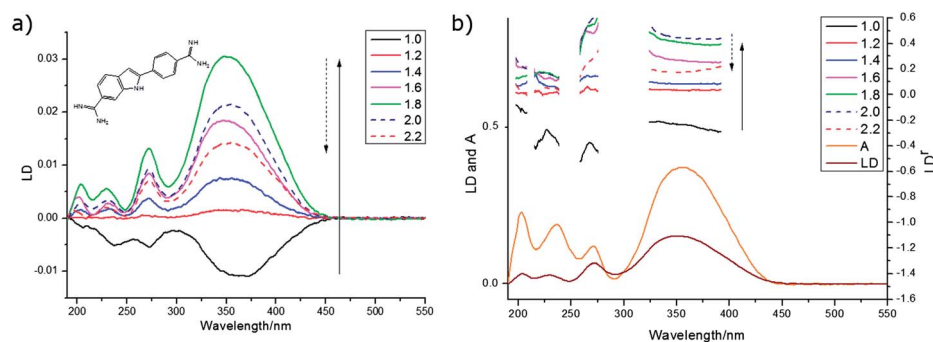 a)
b)
NH
HN
NH₂
NH
HN
NH₂
1.0
1.2
1.4
1.6
1.8
2.0
2.2
0.03
0.02
0.01
0.00
-0.01
LD
200 250 300 350 400 450 500 550
Wavelength/nm
1.0
1.2
1.4
1.6
1.8
2.0
2.2
A
LD
0.5
0.0
LD and A
0.6
0.4
0.2
0.0
-0.2
-0.4
-0.6
-0.8
-1.0
-1.2
-1.4
-1.6
LDʳ
200 250 300 350 400 450 500 550
Wavelength/nm